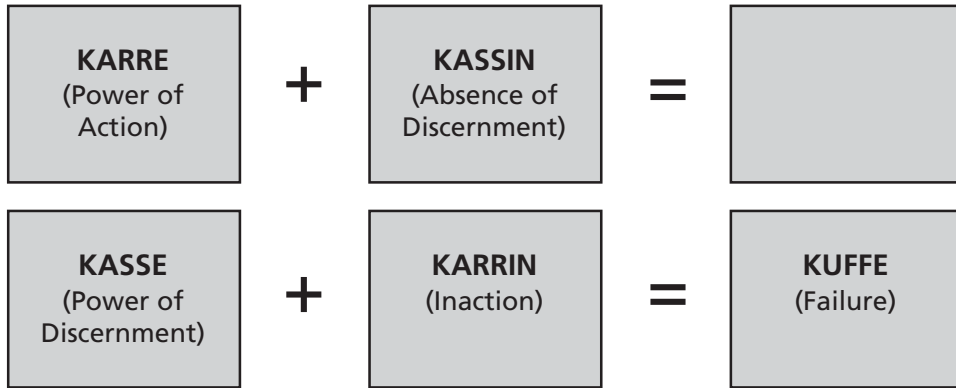 KARRE
(Power of
Action)
+
KASSIN
(Absence of
Discernment)
=
KASSE
(Power of
Discernment)
+
KARRIN
(Inaction)
=
KUFFE
(Failure)